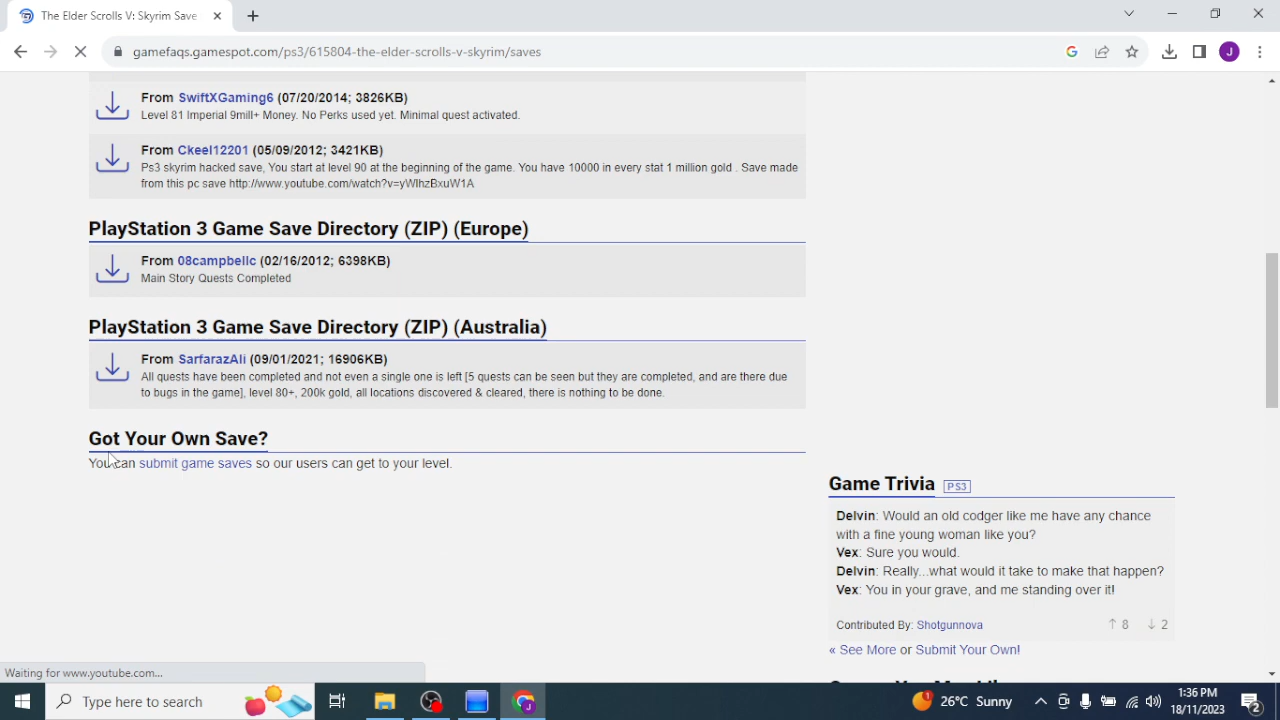 The Elder Scrolls V: Skyrim Save
gamefaqs.gamespot.com/ps3/615804-the-elder-scrolls-v-skyrim/saves
From SwiftXGaming6 (07/20/2014; 3826KB)
Level 81 Imperial 9mill+ Money. No Perks used yet. Minimal quest activated.
From Ckeel12201 (05/09/2012; 3421KB)
Ps3 skyrim hacked save, You start at level 90 at the beginning of the game. You have 10000 in every stat 1 million gold . Save made
from this pc save http://www.youtube.com/watch?v=yWIhzBxuW1A
PlayStation 3 Game Save Directory (ZIP) (Europe)
From 08campbellc (02/16/2012; 6398KB)
Main Story Quests Completed
PlayStation 3 Game Save Directory (ZIP) (Australia)
From SarfarazAli (09/01/2021; 16906KB)
All quests have been completed and not even a single one is left [5 quests can be seen but they are completed, and are there due
to bugs in the game], level 80+, 200k gold, all locations discovered & cleared, there is nothing to be done.
Got Your Own Save?
You can submit game saves so our users can get to your level.
Game Trivia PS3
Delvin: Would an old codger like me have any chance
with a fine young woman like you?
Vex: Sure you would.
Delvin: Really...what would it take to make that happen?
Vex: You in your grave, and me standing over it!
Contributed By: Shotgunnova ↑ 8 ↓ 2
« See More or Submit Your Own!
Waiting for www.youtube.com...
Type here to search
26°C Sunny
1:36 PM
18/11/2023